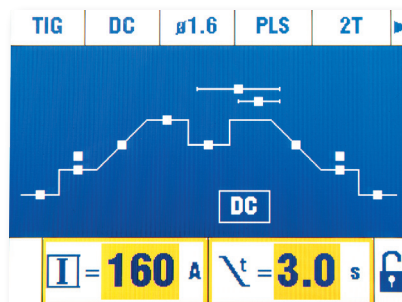 TIG DC ø1.6 PLS 2T
DC
I = 160 A t = 3.0 s